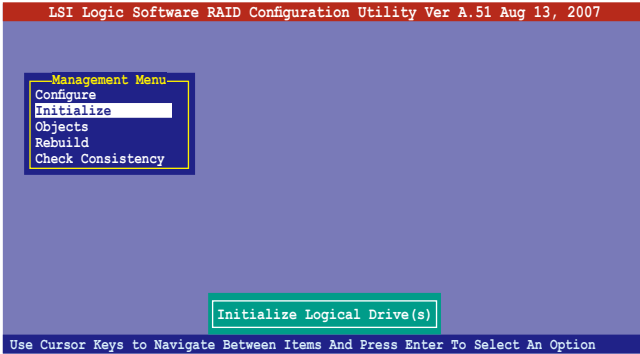 LSI Logic Software RAID Configuration Utility Ver A.51 Aug 13, 2007
Management Menu
Configure
Initialize
Objects
Rebuild
Check Consistency
Initialize Logical Drive(s)
Use Cursor Keys to Navigate Between Items And Press Enter To Select An Option